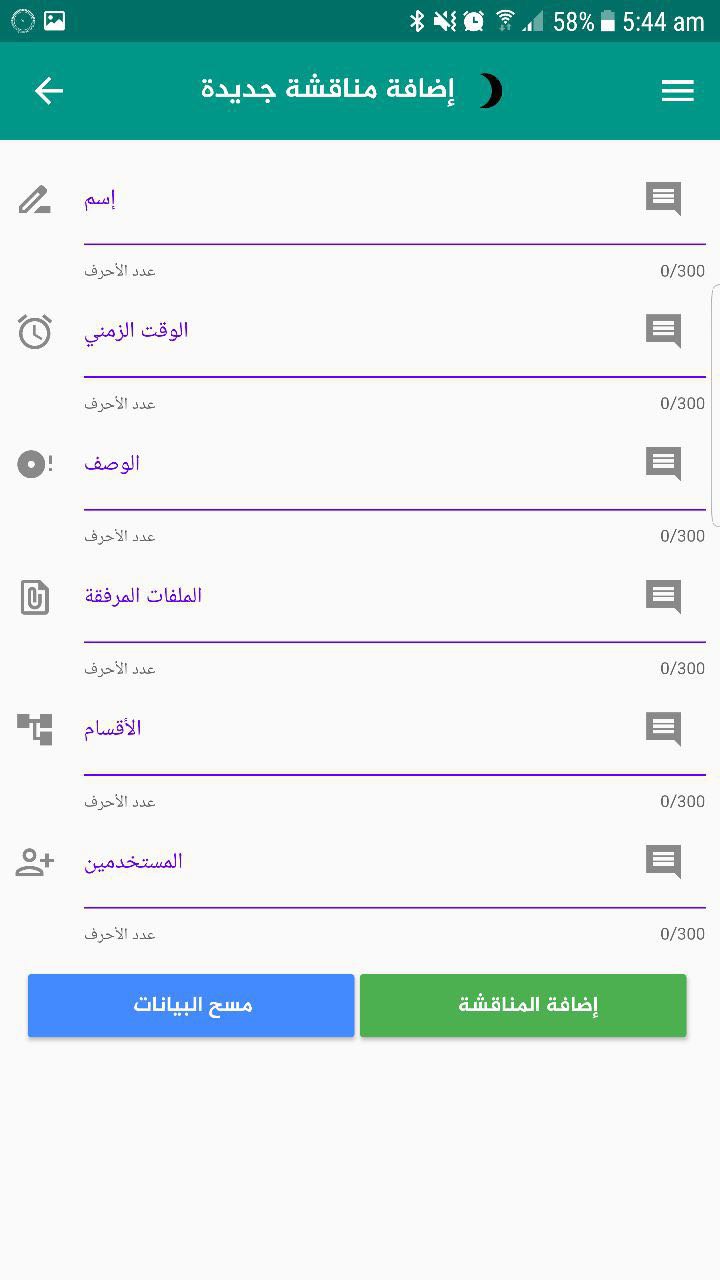 58% 5:44 am
إضافة مناقشة جديدة
إسم
عدد الأحرف 0/300
الوقت الزمني
عدد الأحرف 0/300
الوصف
عدد الأحرف 0/300
الملفات المرفقة
عدد الأحرف 0/300
الأقسام
عدد الأحرف 0/300
المستخدمين
عدد الأحرف 0/300
إضافة المناقشة
مسح البيانات